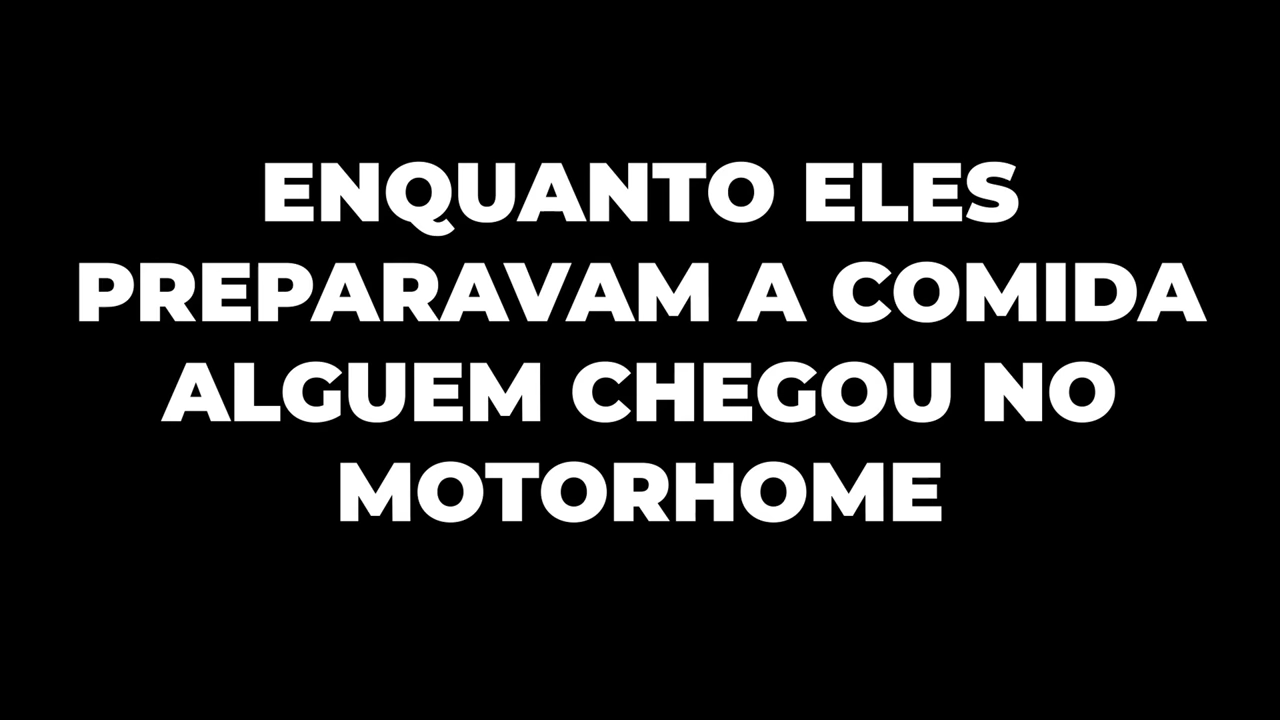 ENQUANTO ELES
PREPARAVAM A COMIDA
ALGUEM CHEGOU NO
MOTORHOME